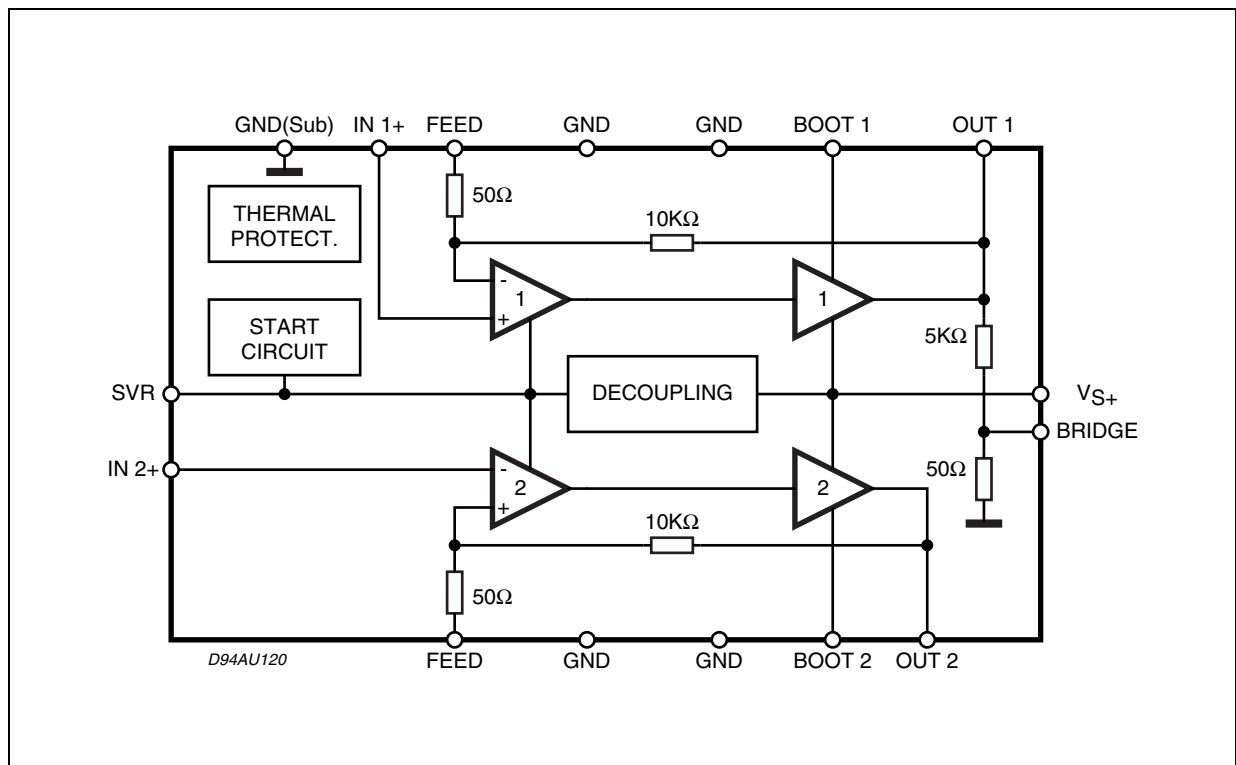 GND(Sub) IN 1+ FEED GND GND BOOT 1 OUT 1
50Ω
THERMAL
PROTECT.
10KΩ
-
1
+
1
START
CIRCUIT
5KΩ
SVR
DECOUPLING
VS+
BRIDGE
IN 2+
-
2
+
2
50Ω
10KΩ
50Ω
D94AU120
FEED GND GND BOOT 2 OUT 2